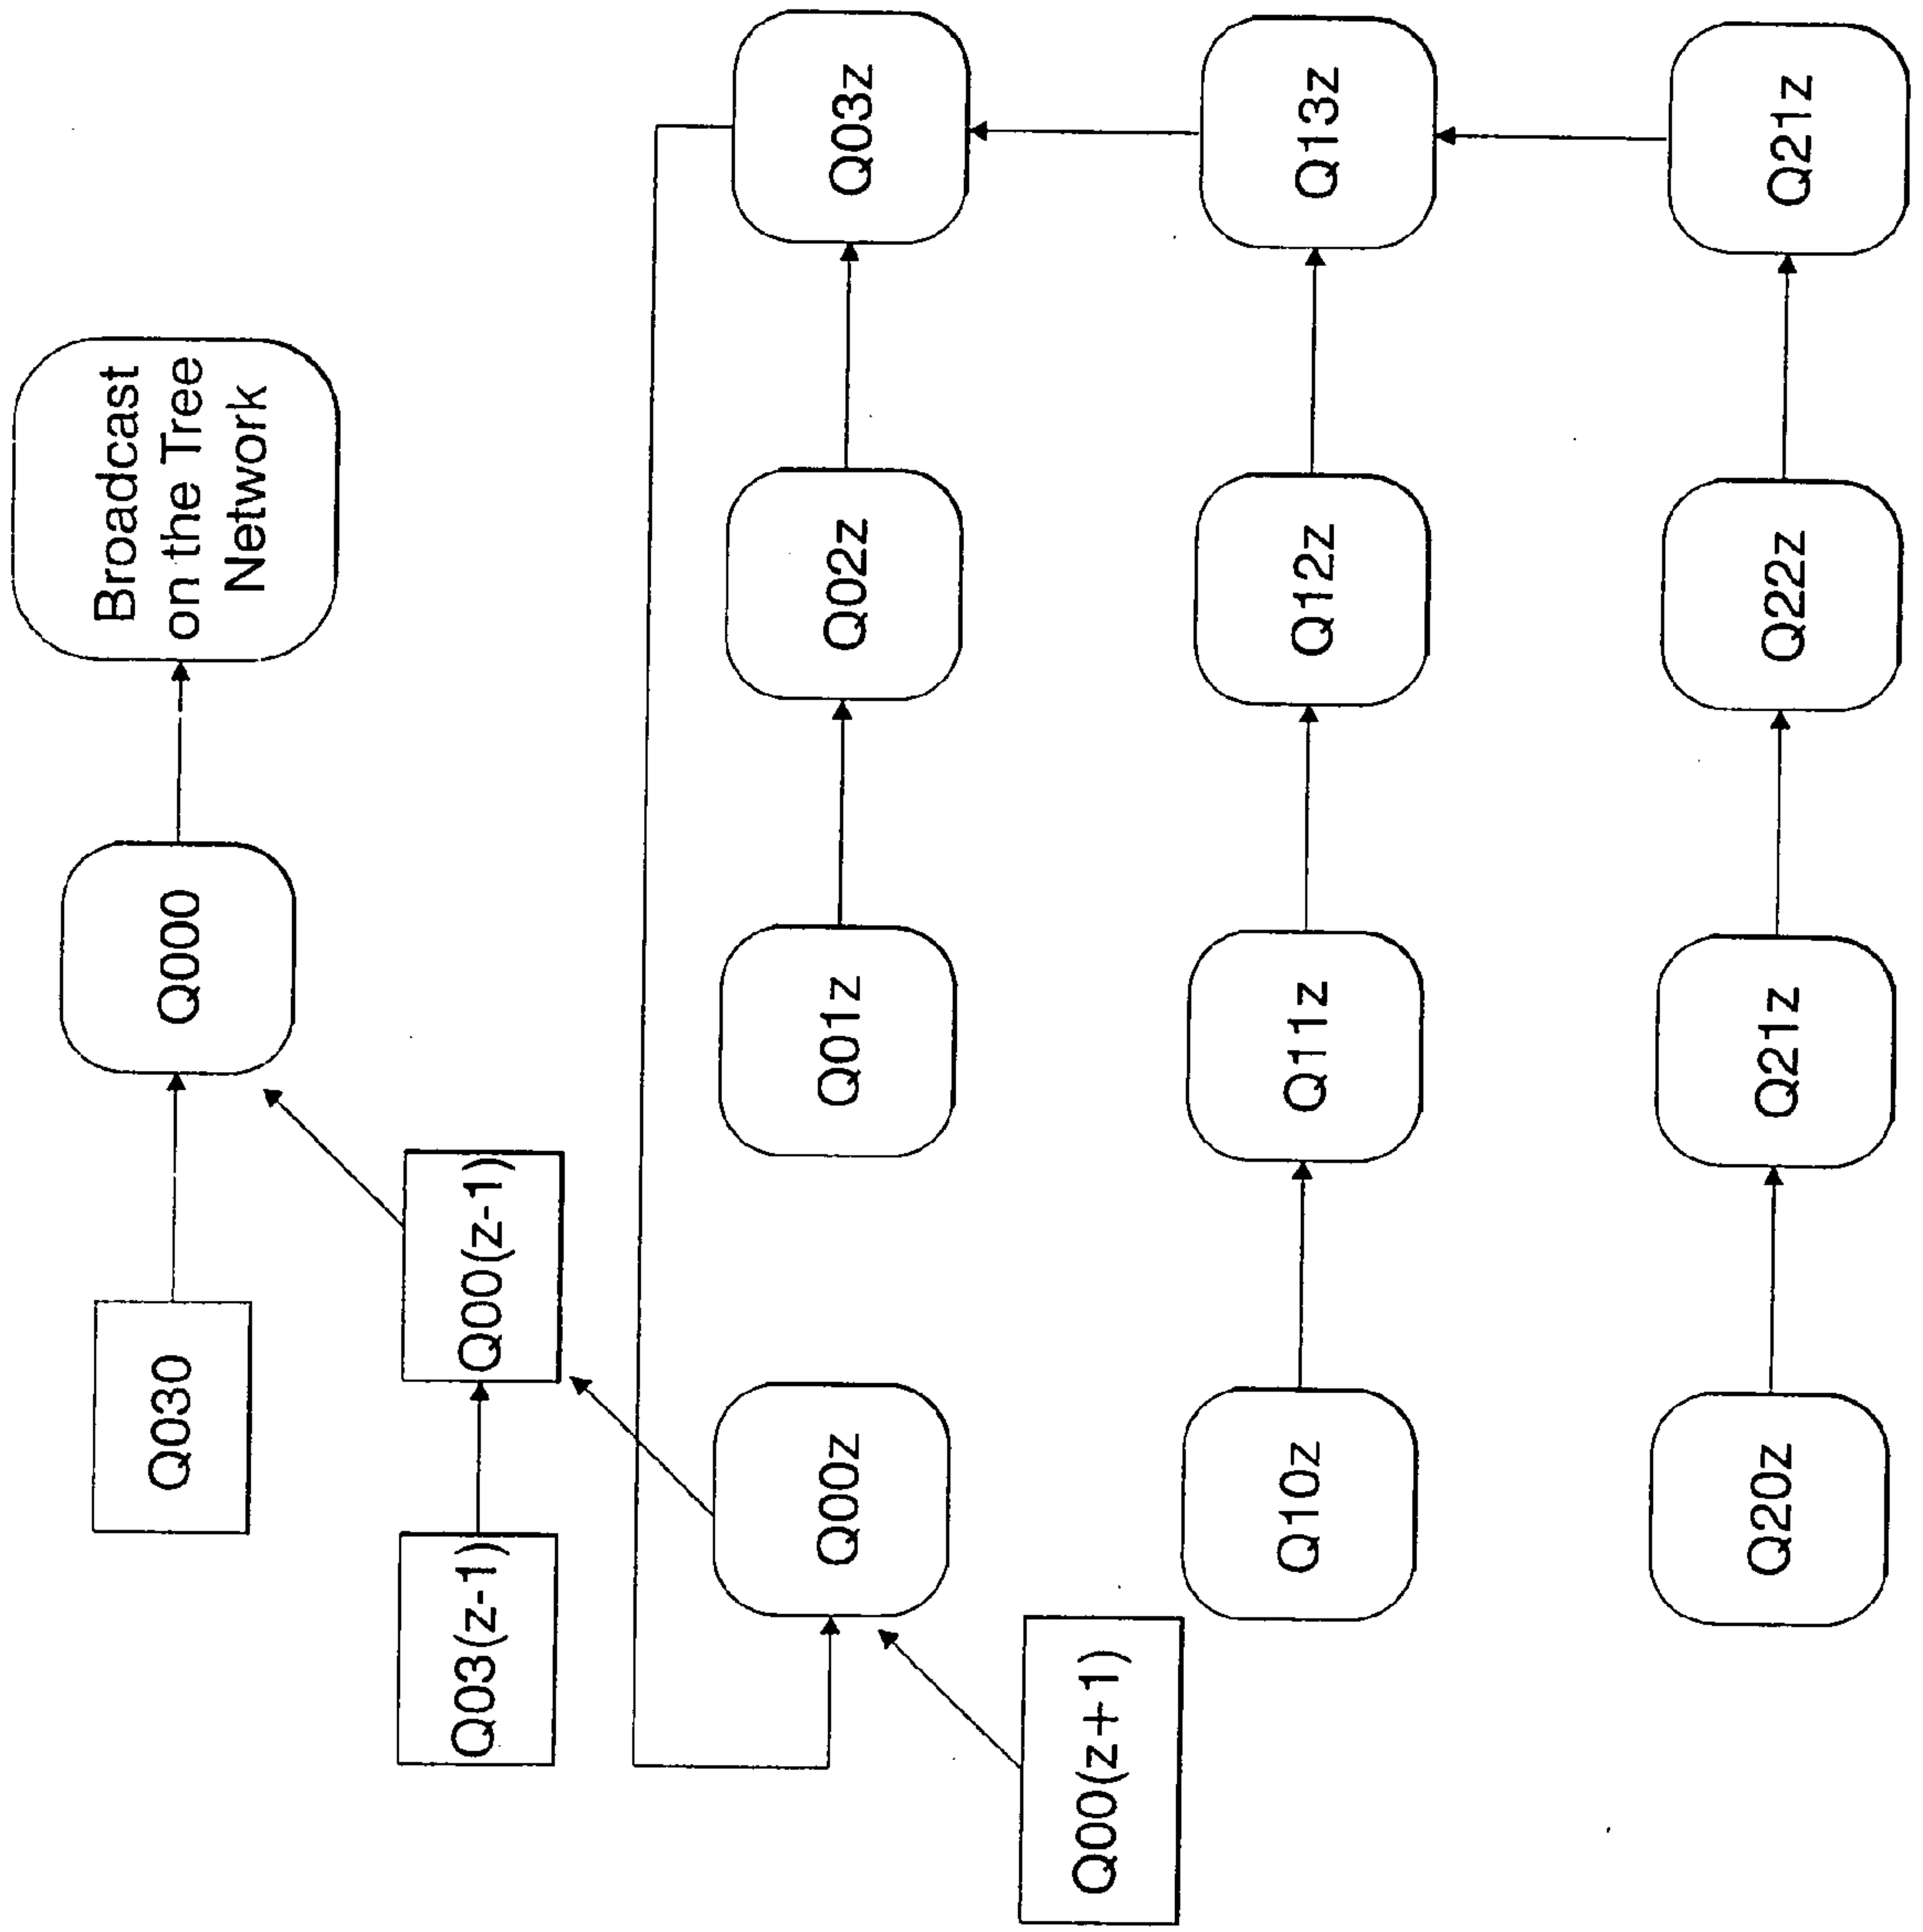 Q030
Q000
Broadcast
on the Tree
Network
Q03(z-1)
Q00(z-1)
Q00z
Q01z
Q02z
Q03z
Q00(z+1)
Q10z
Q11z
Q12z
Q13z
Q20z
Q21z
Q22z
Q21z